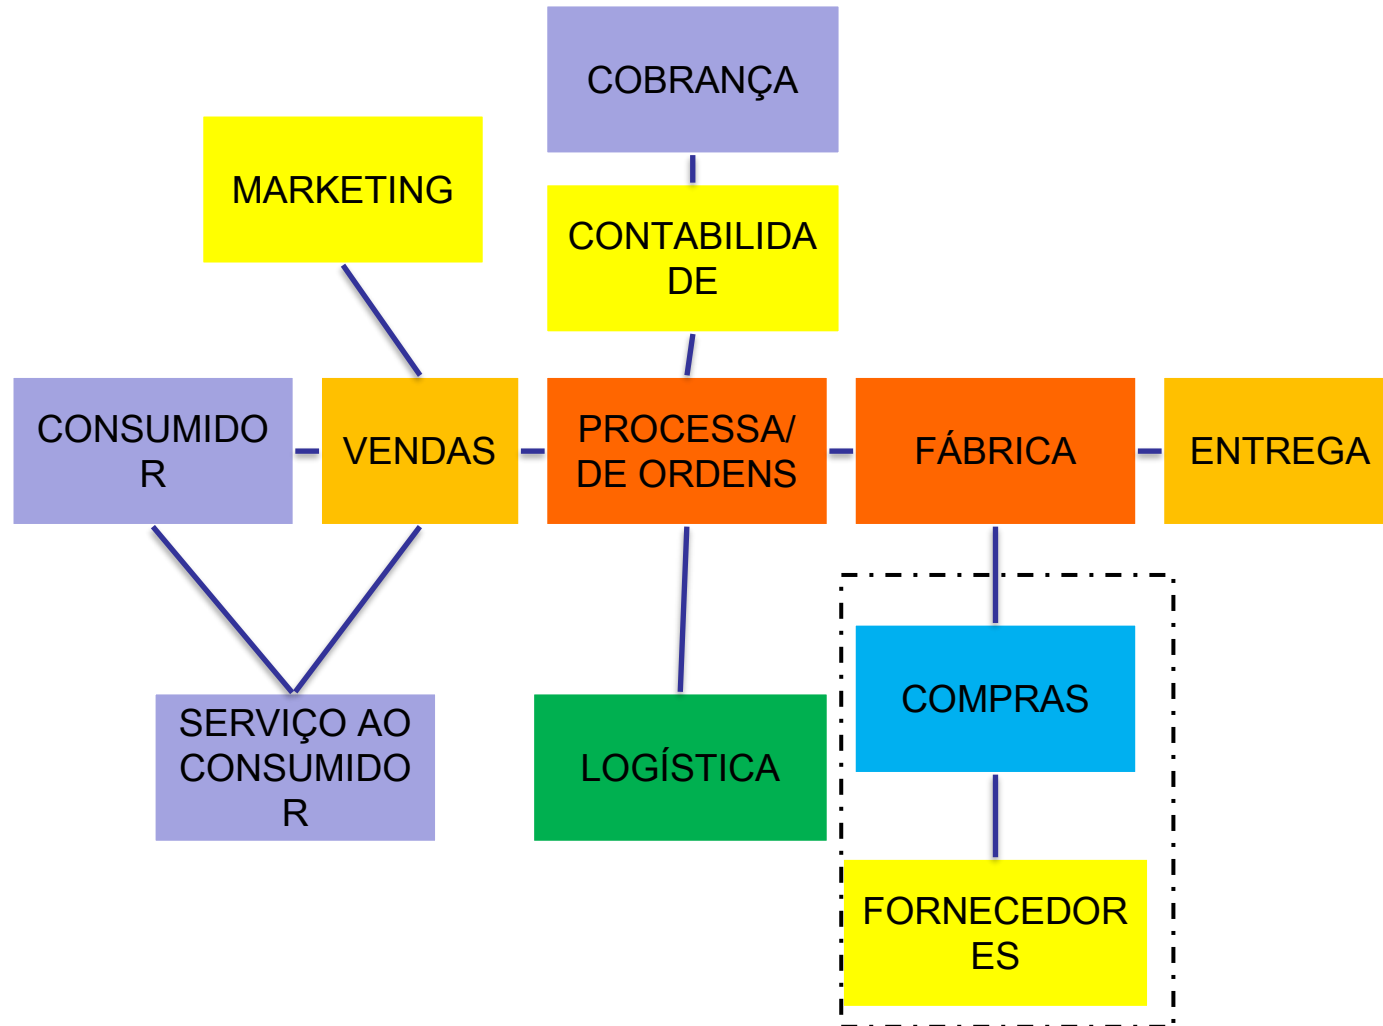 COBRANÇA
MARKETING
CONTABILIDA
DE
CONSUMIDO
R
VENDAS
PROCESSA/
DE ORDENS
FÁBRICA
ENTREGA
SERVIÇO AO
CONSUMIDO
R
LOGÍSTICA
COMPRAS
FORNECEDOR
ES